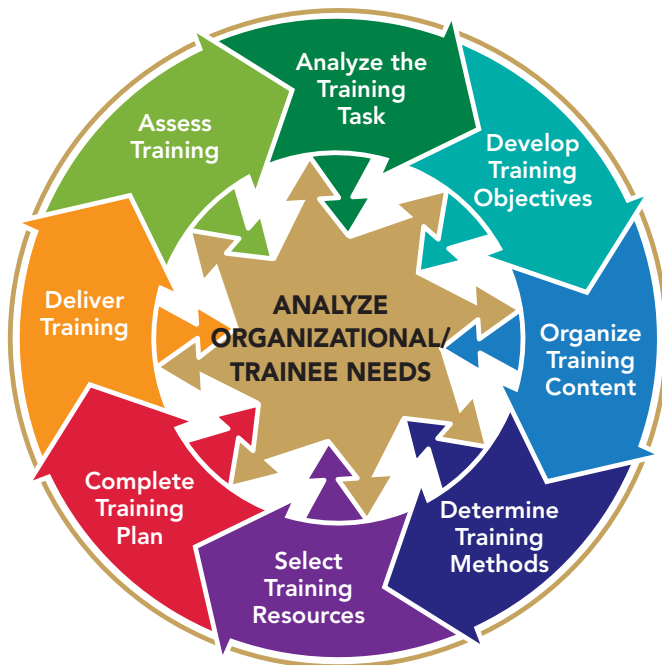 Analyze the
Training
Task
Develop
Training
Objectives
Organize
Training
Content
Determine
Training
Methods
Select
Training
Resources
Complete
Training
Plan
Deliver
Training
Assess
Training
ANALYZE
ORGANIZATIONAL/
TRAINEE NEEDS